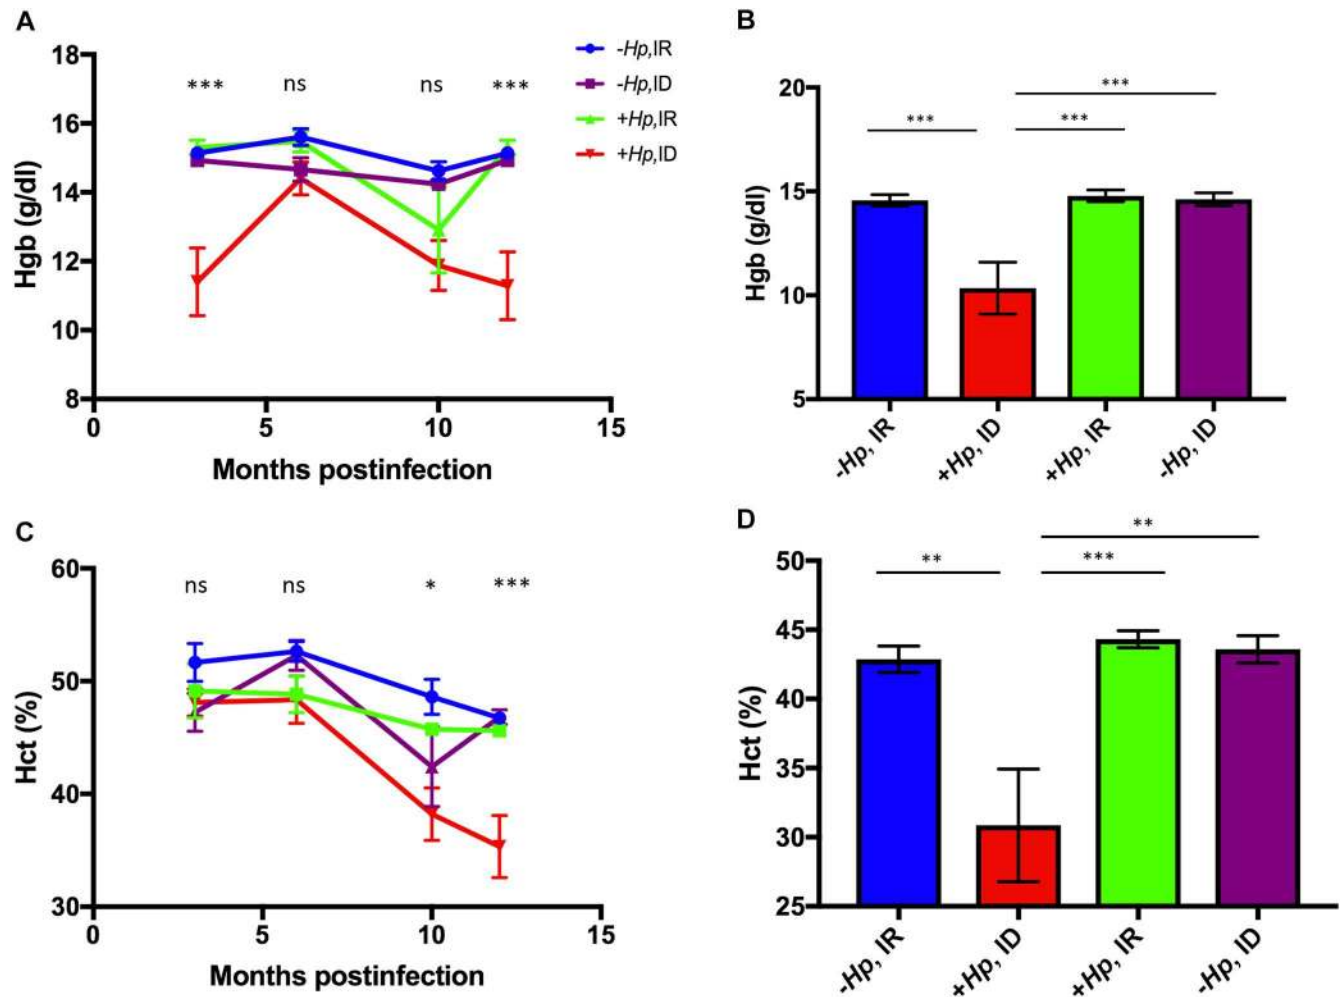 A
Hgb (g/dl)
18
16
14
12
10
8
*** ns ns ***
-Hp,IR
-Hp,ID
+Hp,IR
+Hp,ID
0 5 10 15
Months postinfection
B
Hgb (g/dl)
20
15
10
5
***
*** ***
-Hp, IR +Hp, ID +Hp, IR -Hp, ID
C
Hct (%)
60
50
40
30
ns ns * ***
0 5 10 15
Months postinfection
D
Hct (%)
50
45
40
35
30
25
**
** ***
-Hp, IR +Hp, ID +Hp, IR -Hp, ID